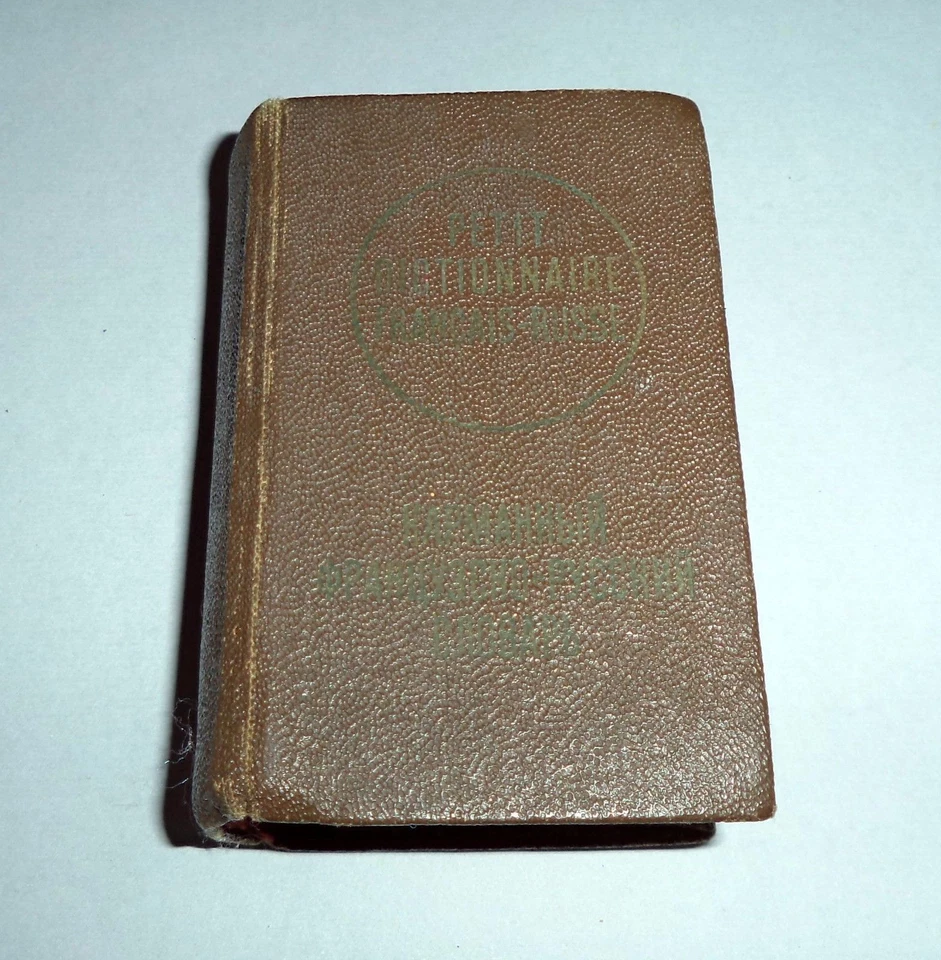 PETIT
DICTIONNAIRE
FRANÇAIS-RUSSE
КАРМАННЫЙ
ФРАНЦУЗСКО-РУССКИЙ
СЛОВАРЬ